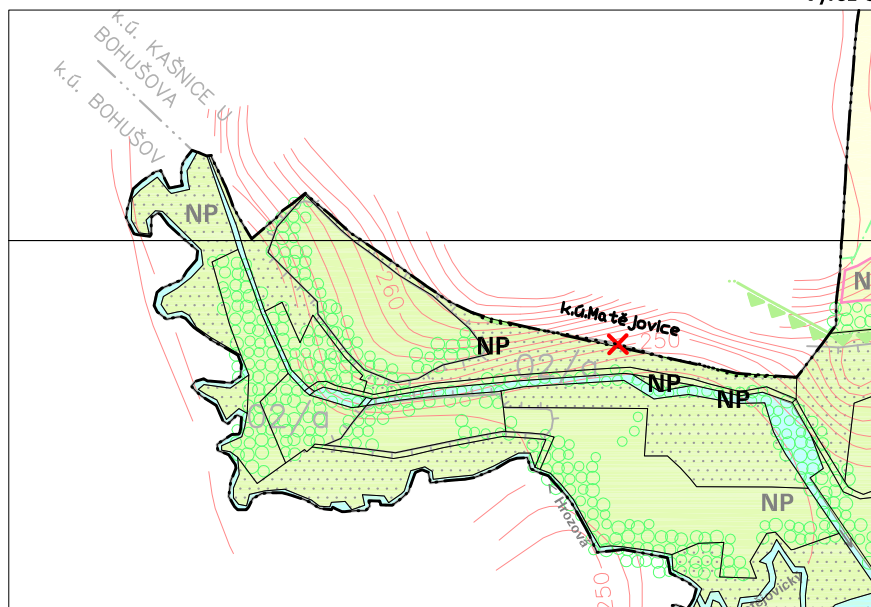 k.ú. KAŠNICE U
BOHUŠOVA
k.ú. BOHUŠOV
NP
260
k.ú.Matějovice
250
NP
02/a
NP
NP
02/a
NP
Hrozová
250